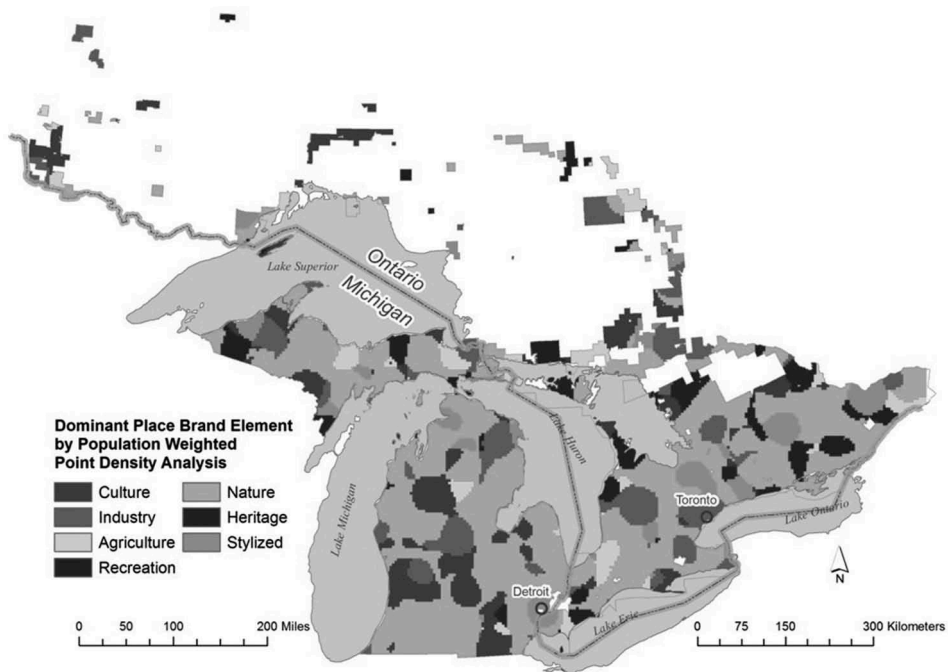 Ontario
Michigan
Lake Superior
Lake Huron
Lake Michigan
Toronto
Lake Ontario
Detroit
Lake Erie
Dominant Place Brand Element
by Population Weighted
Point Density Analysis
Culture
Nature
Industry
Heritage
Agriculture
Stylized
Recreation
N
0 50 100 200 Miles
0 75 150 300 Kilometers